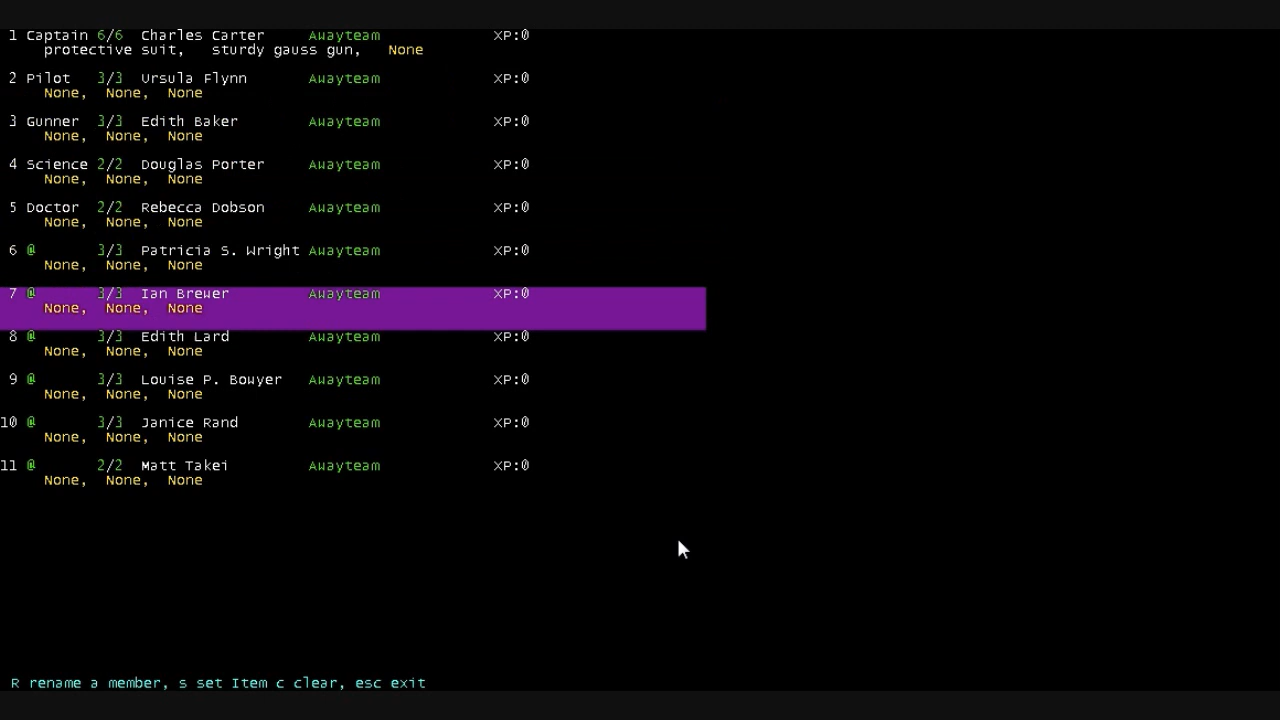 1 Captain 6/6 Charles Carter Awayteam XP:0
protective suit, sturdy gauss gun, None
2 Pilot 3/3 Ursula Flynn Awayteam XP:0
None, None, None
3 Gunner 3/3 Edith Baker Awayteam XP:0
None, None, None
4 Science 2/2 Douglas Porter Awayteam XP:0
None, None, None
5 Doctor 2/2 Rebecca Dobson Awayteam XP:0
None, None, None
6 @ 3/3 Patricia S. Wright Awayteam XP:0
None, None, None
7 @ 3/3 Ian Brewer Awayteam XP:0
None, None, None
8 @ 3/3 Edith Lard Awayteam XP:0
None, None, None
9 @ 3/3 Louise P. Bowyer Awayteam XP:0
None, None, None
10 @ 3/3 Janice Rand Awayteam XP:0
None, None, None
11 @ 2/2 Matt Takei Awayteam XP:0
None, None, None
R rename a member, s set Item c clear, esc exit